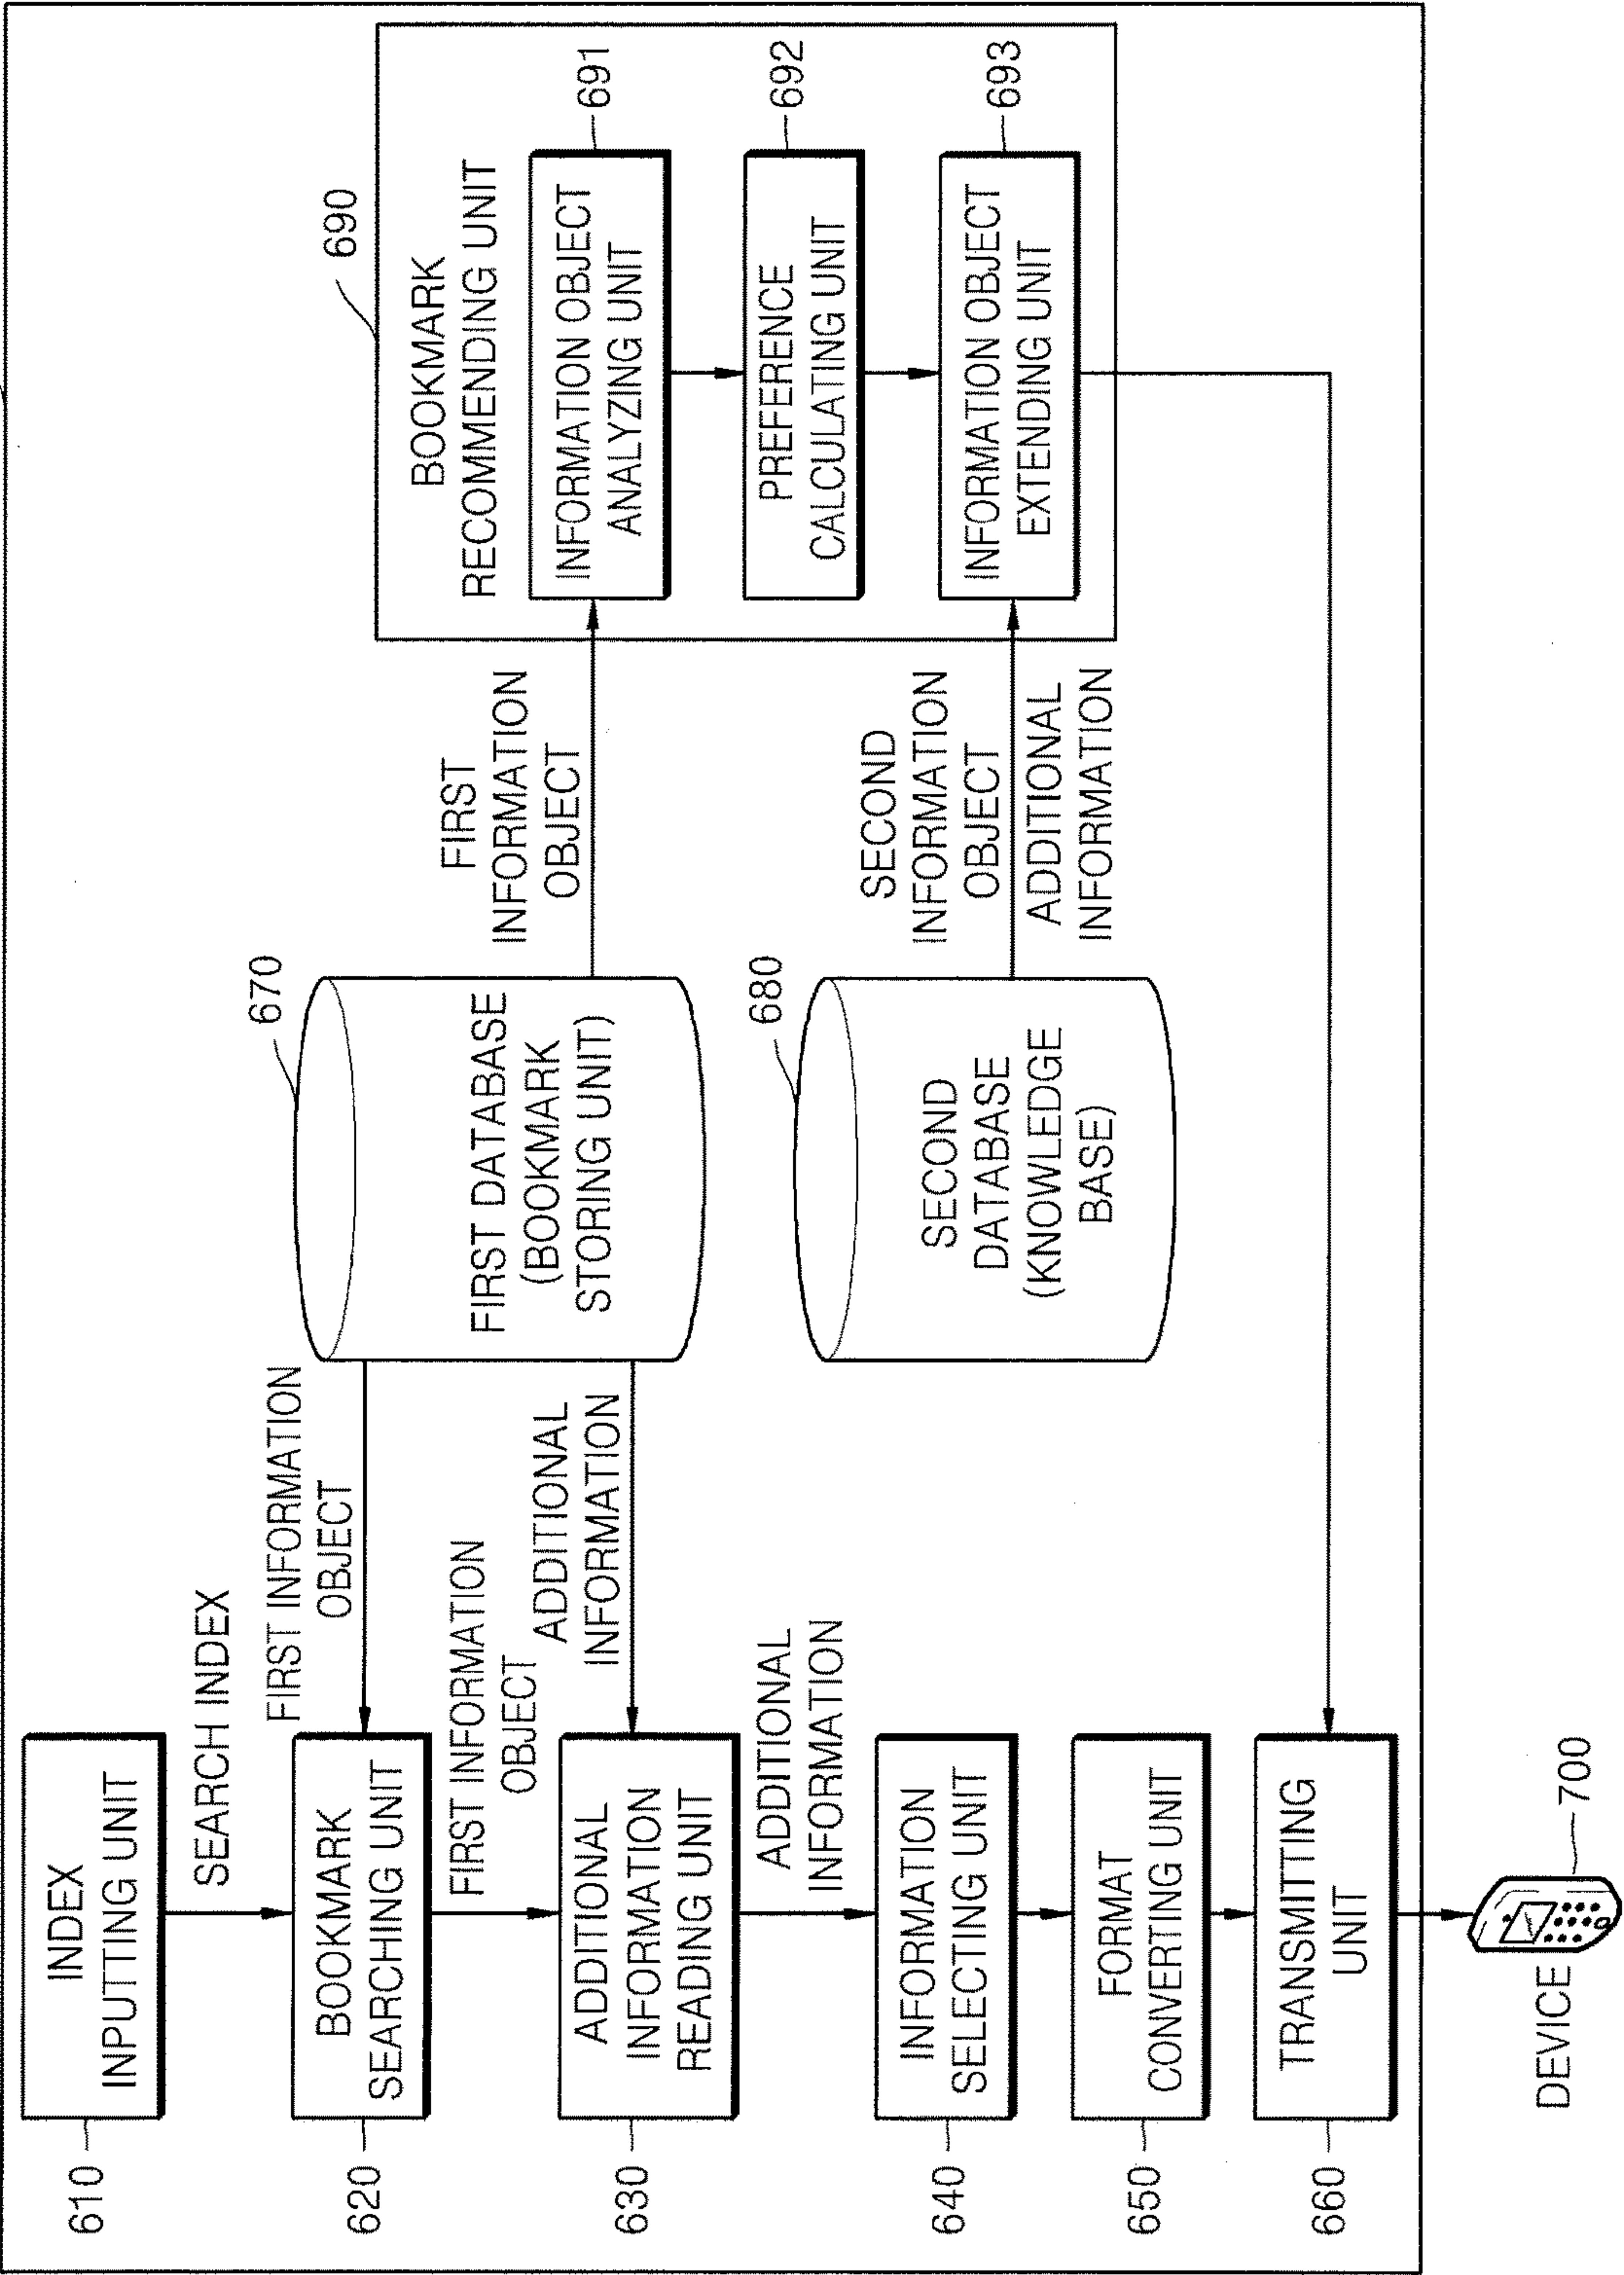 610
INDEX
INPUTTING UNIT
SEARCH INDEX
620
BOOKMARK
SEARCHING UNIT
FIRST INFORMATION
OBJECT
FIRST INFORMATION
OBJECT
630
ADDITIONAL
INFORMATION
READING UNIT
ADDITIONAL
INFORMATION
ADDITIONAL
INFORMATION
640
INFORMATION
SELECTING UNIT
650
FORMAT
CONVERTING UNIT
660
TRANSMITTING
UNIT
DEVICE
700
670
FIRST DATABASE
(BOOKMARK
STORING UNIT)
FIRST
INFORMATION
OBJECT
680
SECOND
DATABASE
(KNOWLEDGE
BASE)
SECOND
INFORMATION
OBJECT
ADDITIONAL
INFORMATION
690
BOOKMARK
RECOMMENDING UNIT
INFORMATION OBJECT
ANALYZING UNIT
691
PREFERENCE
CALCULATING UNIT
692
INFORMATION OBJECT
EXTENDING UNIT
693